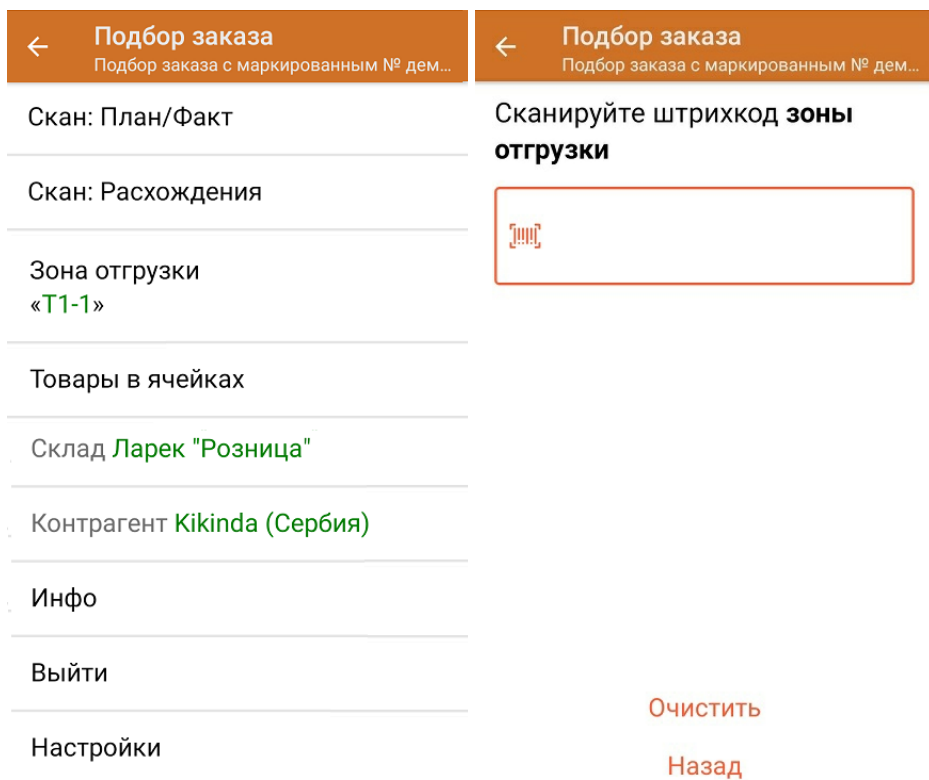 Подбор заказа
Подбор заказа с маркированным № дем...
Скан: План/Факт
Скан: Расхождения
Зона отгрузки
«Т1-1»
Товары в ячейках
Склад Ларек "Розница"
Контрагент Kikinda (Сербия)
Инфо
Выйти
Настройки
Подбор заказа
Подбор заказа с маркированным № дем...
Сканируйте штрихкод зоны
отгрузки
Очистить
Назад